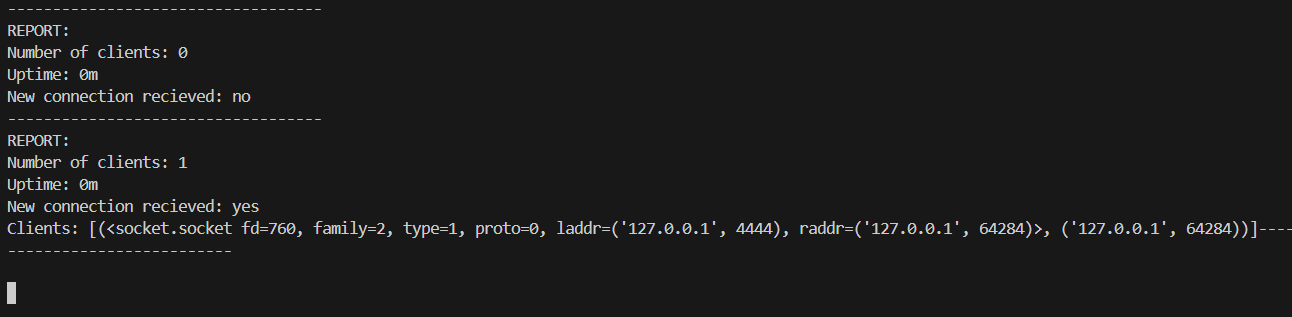 -----------------------------------
REPORT:
Number of clients: 0
Uptime: 0m
New connection recieved: no
-----------------------------------
REPORT:
Number of clients: 1
Uptime: 0m
New connection recieved: yes
Clients: [(<socket.socket fd=760, family=2, type=1, proto=0, laddr=('127.0.0.1', 4444), raddr=('127.0.0.1', 64284)>, ('127.0.0.1', 64284))]----
-------------------------